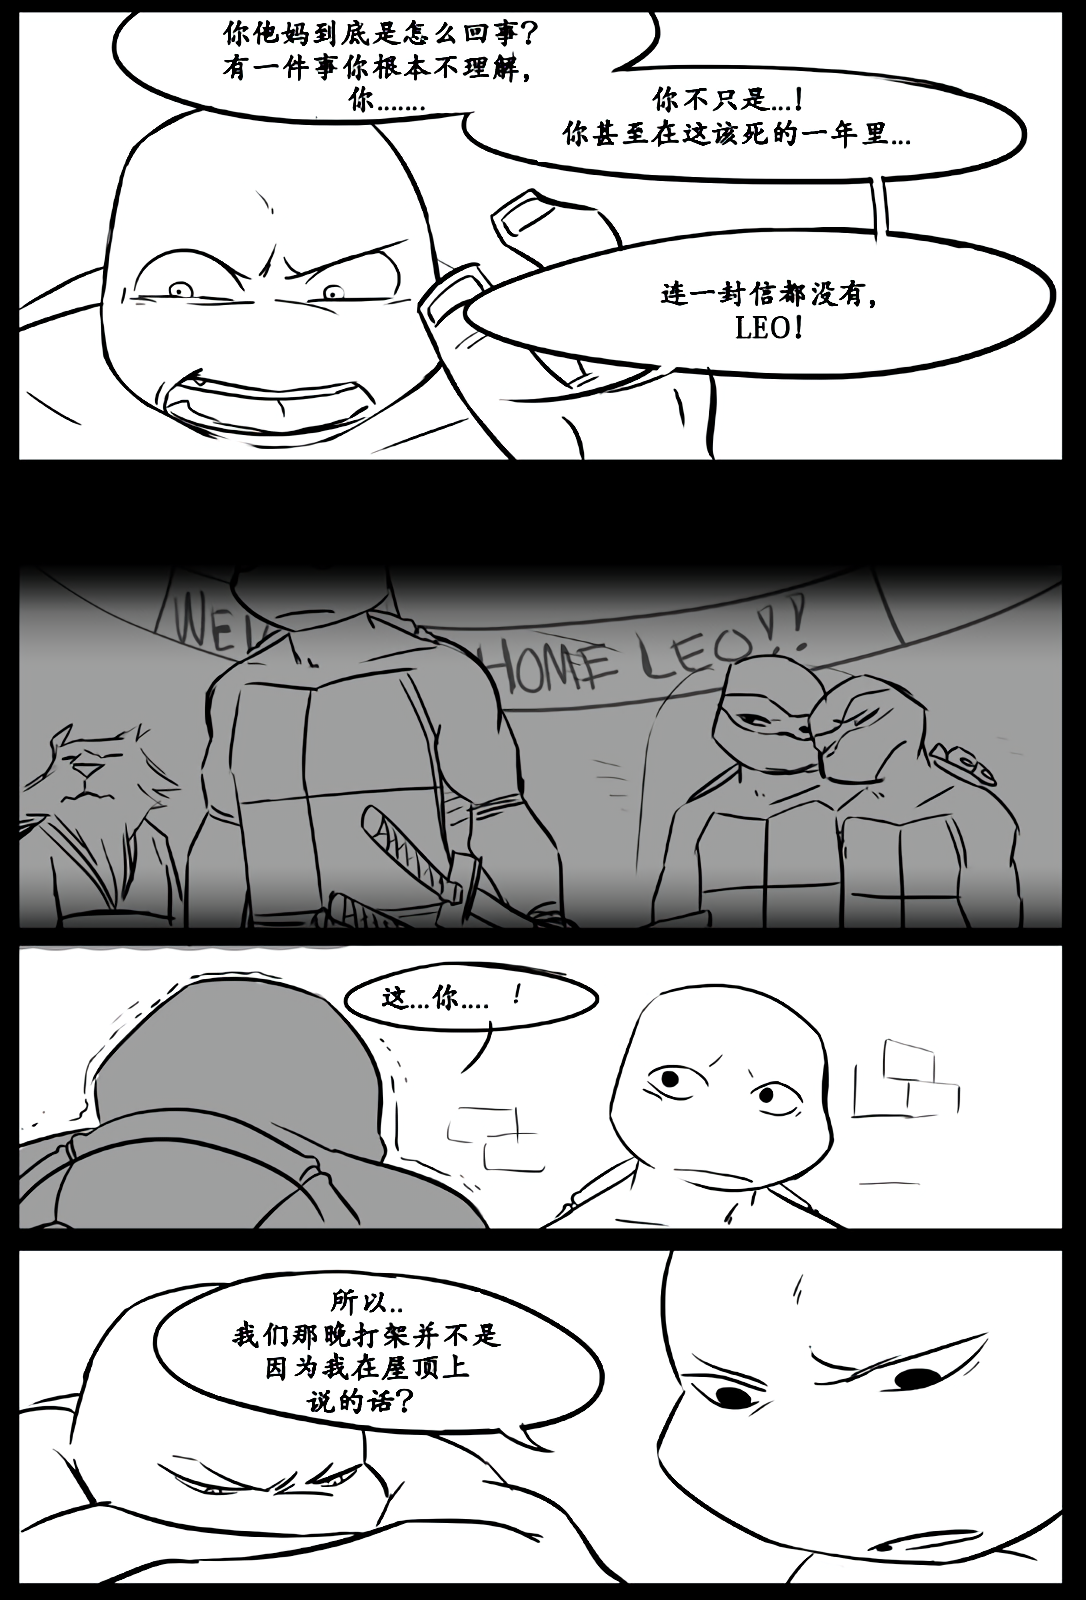 你他妈到底是怎么回事?
有一件事你根本不理解,
你.......
你不只是...!
你甚至在这该死的一年里...
连一封信都没有,
LEO!
WEL HOME LEO!!
这...你.... !
所以..
我们那晚打架并不是
因为我在屋顶上
说的话?